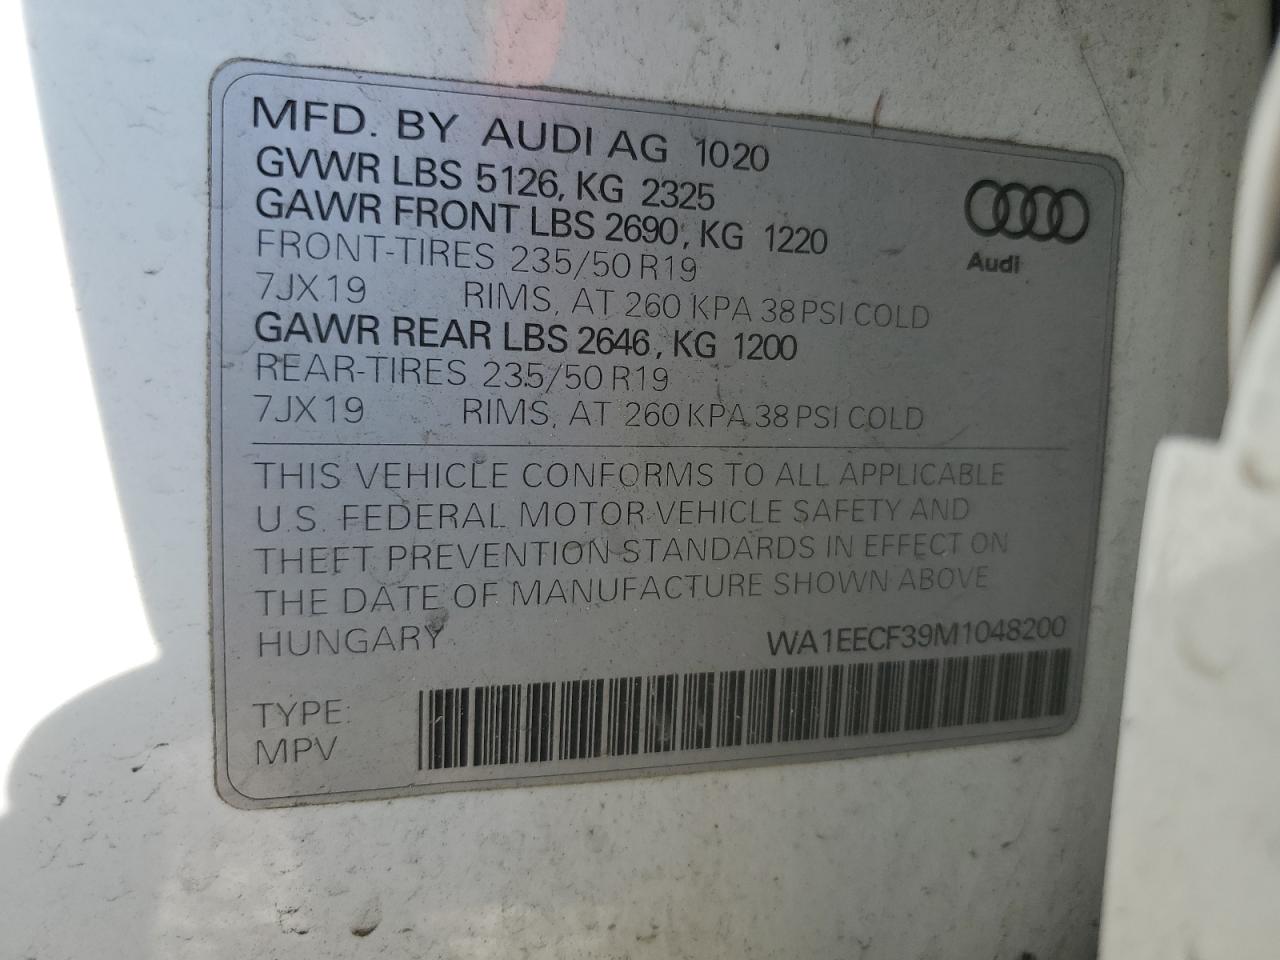 MFD. BY AUDI AG 1020
GVWR LBS 5126, KG 2325
GAWR FRONT LBS 2690, KG 1220
FRONT-TIRES 235/50 R19
7JX19 RIMS, AT 260 KPA 38 PSI COLD
GAWR REAR LBS 2646, KG 1200
REAR-TIRES 235/50 R19
7JX19 RIMS, AT 260 KPA 38 PSI COLD
Audi
THIS VEHICLE CONFORMS TO ALL APPLICABLE
U.S. FEDERAL MOTOR VEHICLE SAFETY AND
THEFT PREVENTION STANDARDS IN EFFECT ON
THE DATE OF MANUFACTURE SHOWN ABOVE
HUNGARY WA1EECF39M1048200
TYPE:
MPV